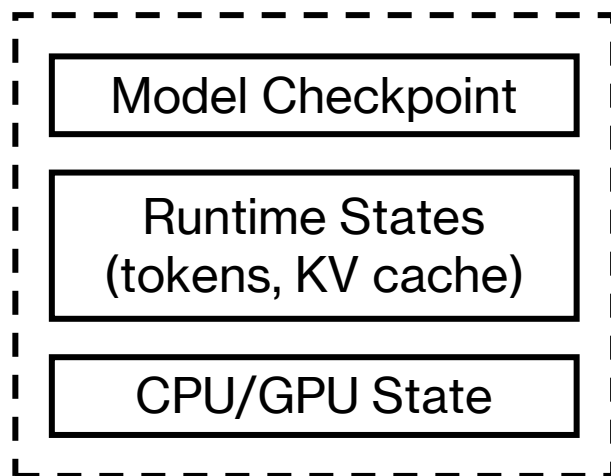 Model Checkpoint
Runtime States
(tokens, KV cache)
CPU/GPU State